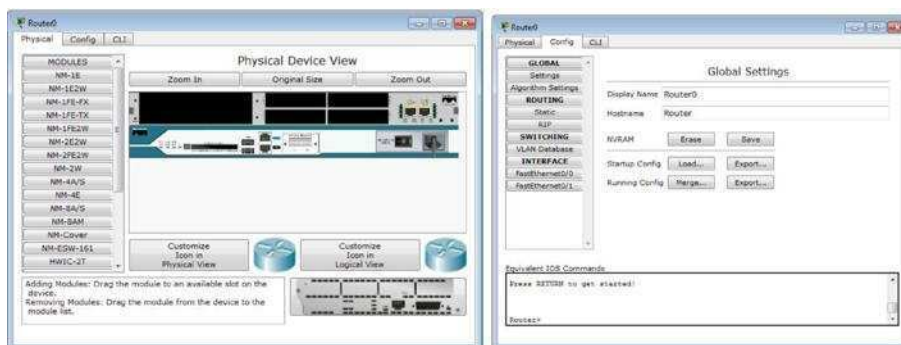 Router0
Physical Config CLI
MODULES
NM-1E
NM-1E2W
NM-1FE-FX
NM-1FE-TX
NM-1FE2W
NM-2E2W
NM-2FE2W
NM-2W
NM-4A/S
NM-4E
NM-8A/S
NM-8AM
NM-Cover
NM-ESW-161
HWIC-2T
Physical Device View
Zoom In Original Size Zoom Out
Customize
Icon in
Physical View
Customize
Icon in
Logical View
Adding Modules: Drag the module to an available slot on the
device.
Removing Modules: Drag the module from the device to the
module list.
Router0
Physical Config CLI
GLOBAL
Settings
Algorithm Settings
ROUTING
Static
RIP
SWITCHING
VLAN Database
INTERFACE
FastEthernet0/0
FastEthernet0/1
Global Settings
Display Name Router0
Hostname Router
NVRAM Erase Save
Startup Config Load... Export...
Running Config Merge... Export...
Equivalent IOS Commands
Press RETURN to get started!
Router>